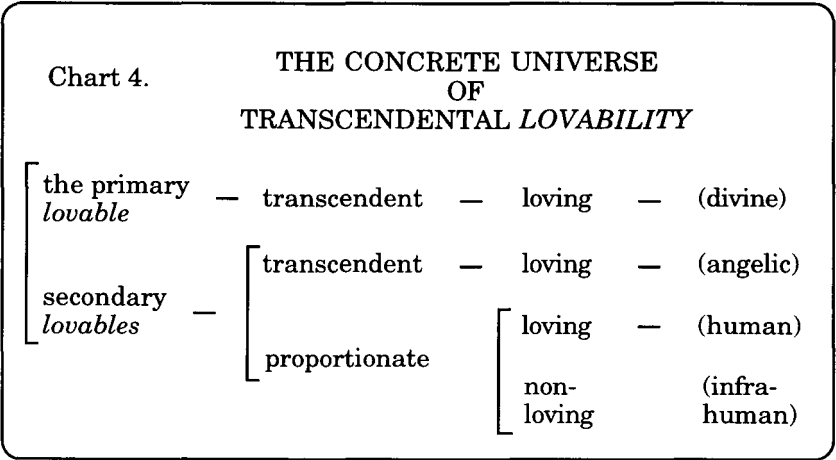 Chart 4.
THE CONCRETE UNIVERSE
OF
TRANSCENDENTAL LOVABILITY
the primary
lovable — transcendent — loving — (divine)
transcendent — loving — (angelic)
secondary
lovables —
loving — (human)
proportionate
non-
loving
(infra-
human)